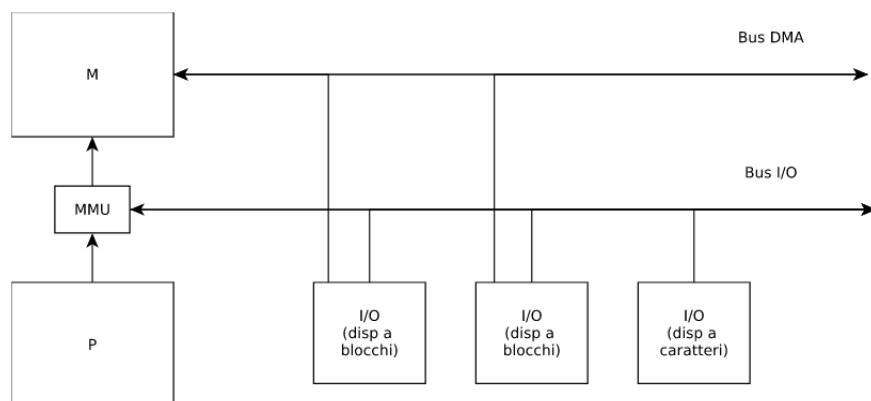 Bus DMA
M
Bus I/O
MMU
P
I/O
(disp a
blocchi)
I/O
(disp a
blocchi)
I/O
(disp a
caratteri)